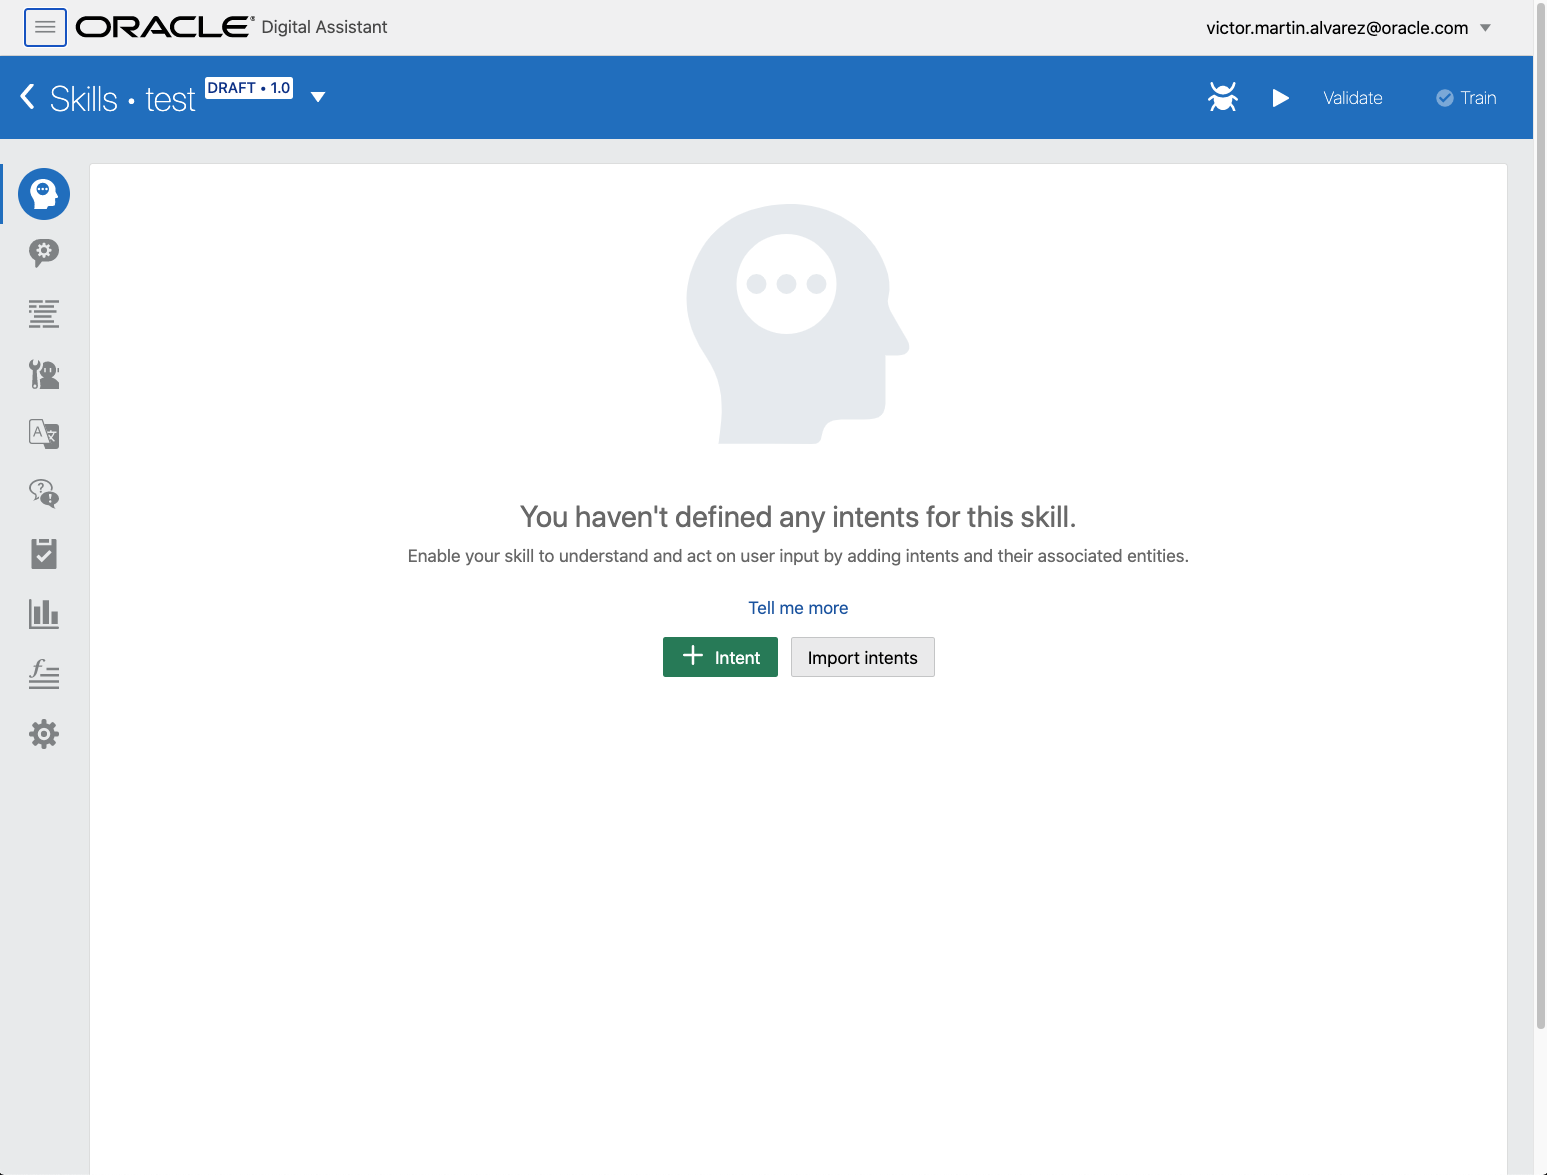 ORACLE® Digital Assistant
victor.martin.alvarez@oracle.com
Skills • test DRAFT • 1.0
Validate
Train
You haven't defined any intents for this skill.
Enable your skill to understand and act on user input by adding intents and their associated entities.
Tell me more
+ Intent
Import intents